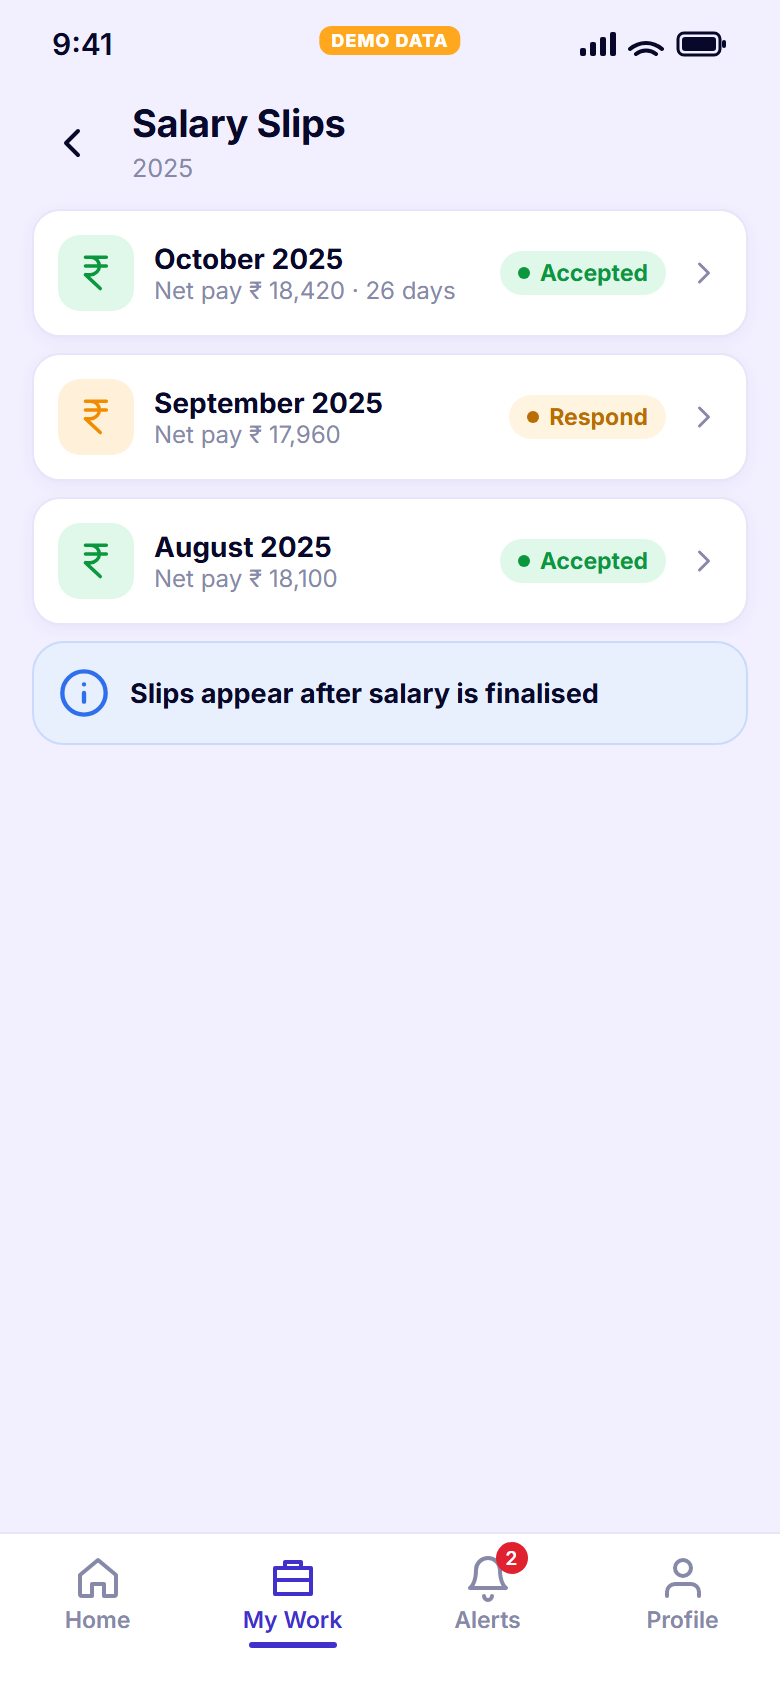 9:41
DEMO DATA
Salary Slips
2025
₹
October 2025
Net pay ₹ 18,420 · 26 days
Accepted
₹
September 2025
Net pay ₹ 17,960
Respond
₹
August 2025
Net pay ₹ 18,100
Accepted
Slips appear after salary is finalised
2
Home
My Work
Alerts
Profile